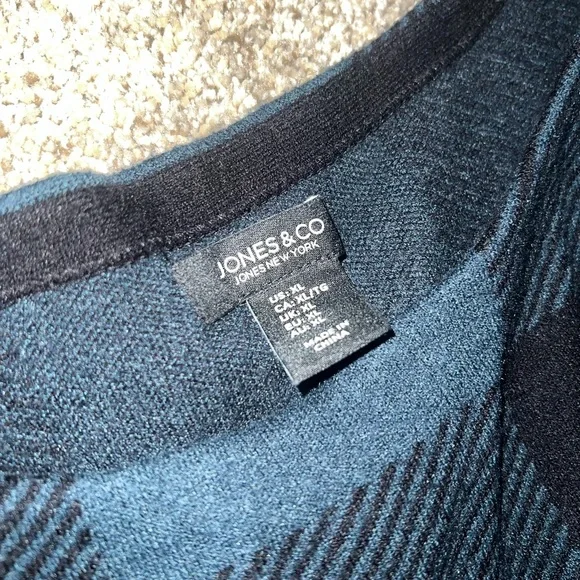 JONES & CO
JONES NEW YORK
US: XL
CA: XL/TG
UK: XL
EU: XL
AU: XL
MADE IN
CHINA